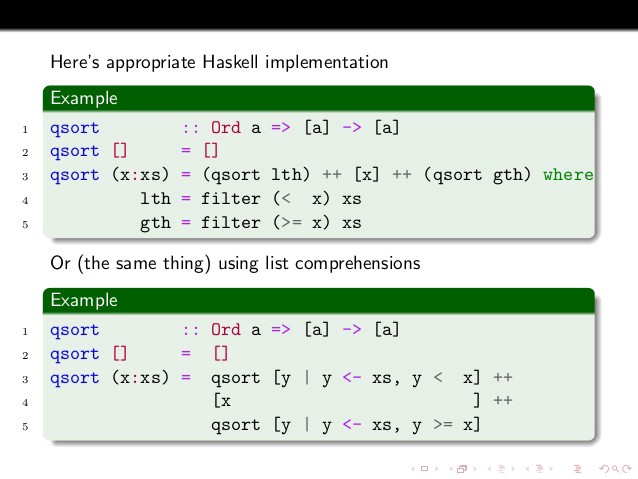 Here's appropriate Haskell implementation
Example
1 qsort        :: Ord a => [a] -> [a]
2 qsort []     = []
3 qsort (x:xs) = (qsort lth) ++ [x] ++ (qsort gth) where
4         lth = filter (<  x) xs
5         gth = filter (>= x) xs
Or (the same thing) using list comprehensions
Example
1 qsort        :: Ord a => [a] -> [a]
2 qsort []     =  []
3 qsort (x:xs) =  qsort [y | y <- xs, y <  x] ++
4                 [x                        ] ++
5                 qsort [y | y <- xs, y >= x]